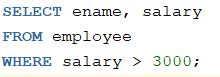 SELECT ename, salary
FROM employee
WHERE salary > 3000;